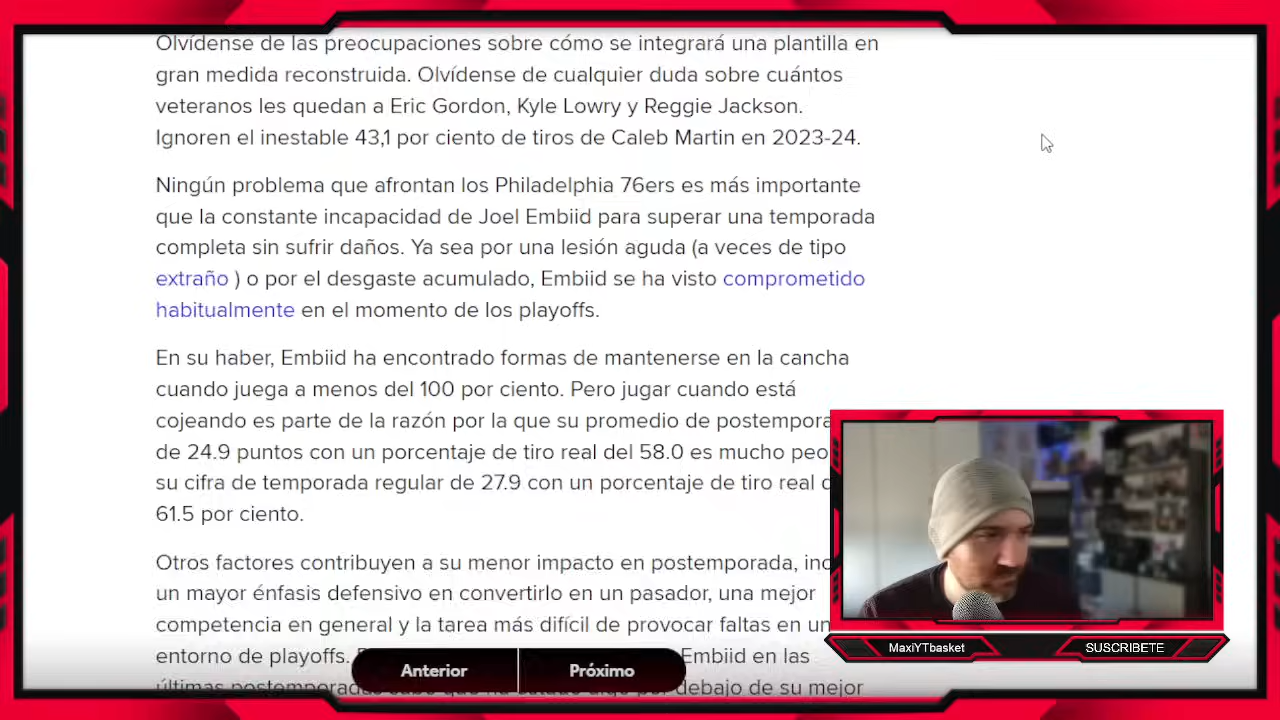 Olvídense de las preocupaciones sobre cómo se integrará una plantilla en
gran medida reconstruida. Olvídense de cualquier duda sobre cuántos
veteranos les quedan a Eric Gordon, Kyle Lowry y Reggie Jackson.
Ignoren el inestable 43,1 por ciento de tiros de Caleb Martin en 2023-24.
Ningún problema que afrontan los Philadelphia 76ers es más importante
que la constante incapacidad de Joel Embiid para superar una temporada
completa sin sufrir daños. Ya sea por una lesión aguda (a veces de tipo
extraño ) o por el desgaste acumulado, Embiid se ha visto comprometido
habitualmente en el momento de los playoffs.
En su haber, Embiid ha encontrado formas de mantenerse en la cancha
cuando juega a menos del 100 por ciento. Pero jugar cuando está
cojeando es parte de la razón por la que su promedio de
de 24.9 puntos con un porcentaje de tiro real del 58.0 es mucho
su cifra de temporada regular de 27.9 con un porcentaje de tiro real
61.5 por ciento.
Otros factores contribuyen a su menor impacto en postemporada,
un mayor énfasis defensivo en convertirlo en un pasador, una mejor
competencia en general y la tarea más difícil de provocar faltas en un
entorno de playoffs. Embiid en las
últimas debajo de su mejor
Anterior
Próximo
MaxiYTbasket
SUSCRIBETE